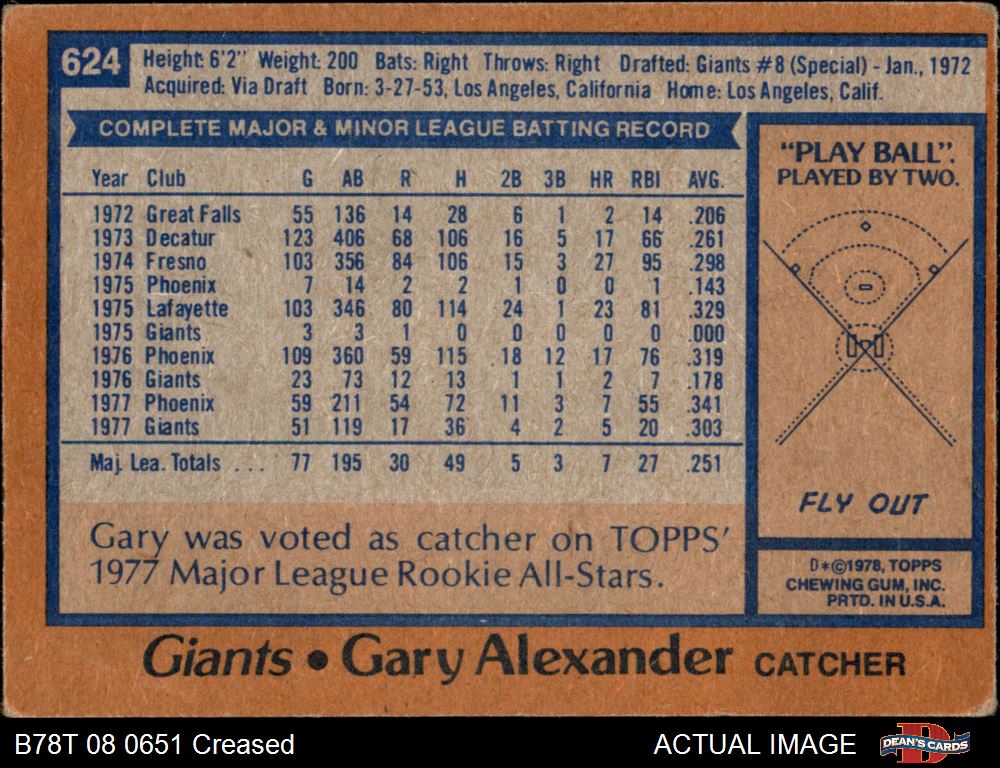 624
Height: 6'2" Weight: 200 Bats: Right Throws: Right Drafted: Giants #8 (Special) - Jan., 1972
Acquired: Via Draft Born: 3-27-53, Los Angeles, California Home: Los Angeles, Calif.
COMPLETE MAJOR & MINOR LEAGUE BATTING RECORD
Year Club G AB R H 2B 3B HR RBI AVG.
1972 Great Falls 55 136 14 28 6 1 2 14 .206
1973 Decatur 123 406 68 106 16 5 17 66 .261
1974 Fresno 103 356 84 106 15 3 27 95 .298
1975 Phoenix 7 14 2 2 1 0 0 1 .143
1975 Lafayette 103 346 80 114 24 1 23 81 .329
1975 Giants 3 3 1 0 0 0 0 0 .000
1976 Phoenix 109 360 59 115 18 12 17 76 .319
1976 Giants 23 73 12 13 1 1 2 7 .178
1977 Phoenix 59 211 54 72 11 3 7 55 .341
1977 Giants 51 119 17 36 4 2 5 20 .303
Maj. Lea. Totals ... 77 195 30 49 5 3 7 27 .251
Gary was voted as catcher on TOPPS'
1977 Major League Rookie All-Stars.
"PLAY BALL".
PLAYED BY TWO.
FLY OUT
D*©1978, TOPPS
CHEWING GUM, INC.
PRTD. IN U.S.A.
Giants • Gary Alexander CATCHER
B78T 08 0651 Creased
ACTUAL IMAGE
DEAN'S CARDS